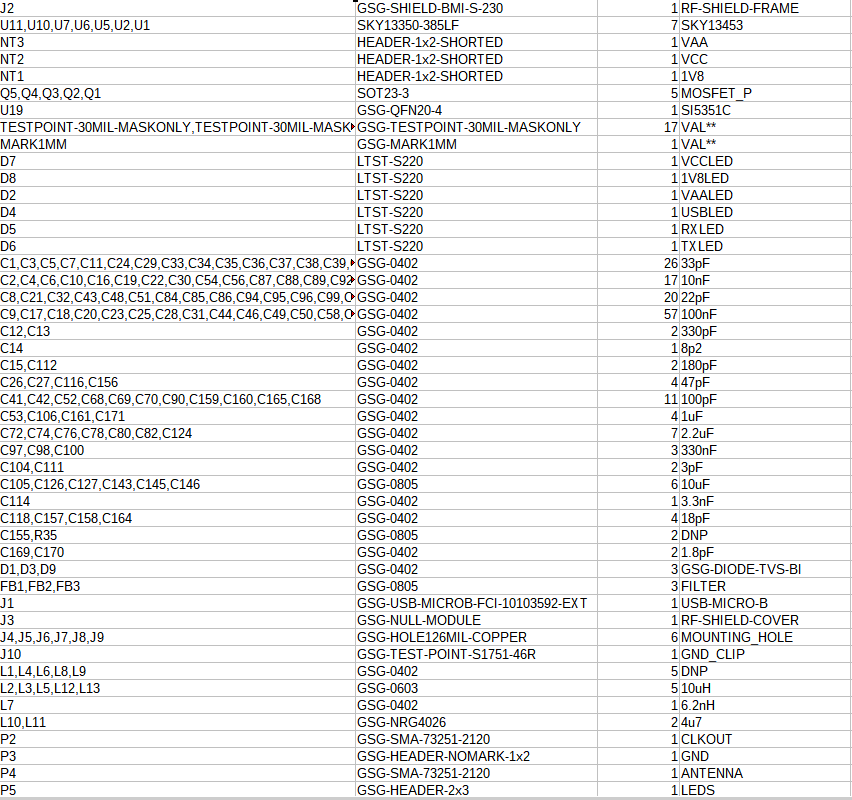 J2 GSG-SHIELD-BMI-S-230 1 RF-SHIELD-FRAME
U11,U10,U7,U6,U5,U2,U1 SKY13350-385LF 7 SKY13453
NT3 HEADER-1x2-SHORTED 1 VAA
NT2 HEADER-1x2-SHORTED 1 VCC
NT1 HEADER-1x2-SHORTED 1 1V8
Q5,Q4,Q3,Q2,Q1 SOT23-3 5 MOSFET_P
U19 GSG-QFN20-4 1 SI5351C
TESTPOINT-30MIL-MASKONLY,TESTPOINT-30MIL-MASK GSG-TESTPOINT-30MIL-MASKONLY 17 VAL**
MARK1MM GSG-MARK1MM 1 VAL**
D7 LTST-S220 1 VCCLED
D8 LTST-S220 1 1V8LED
D2 LTST-S220 1 VAALED
D4 LTST-S220 1 USBLED
D5 LTST-S220 1 RXLED
D6 LTST-S220 1 TXLED
C1,C3,C5,C7,C11,C24,C29,C33,C34,C35,C36,C37,C38,C39, GSG-0402 26 33pF
C2,C4,C6,C10,C16,C19,C22,C30,C54,C56,C87,C88,C89,C92 GSG-0402 17 10nF
C8,C21,C32,C43,C48,C51,C84,C85,C86,C94,C95,C96,C99,C GSG-0402 20 22pF
C9,C17,C18,C20,C23,C25,C28,C31,C44,C46,C49,C50,C58,C GSG-0402 57 100nF
C12,C13 GSG-0402 2 330pF
C14 GSG-0402 1 8p2
C15,C112 GSG-0402 2 180pF
C26,C27,C116,C156 GSG-0402 4 47pF
C41,C42,C52,C68,C69,C70,C90,C159,C160,C165,C168 GSG-0402 11 100pF
C53,C106,C161,C171 GSG-0402 4 1uF
C72,C74,C76,C78,C80,C82,C124 GSG-0402 7 2.2uF
C97,C98,C100 GSG-0402 3 330nF
C104,C111 GSG-0402 2 3pF
C105,C126,C127,C143,C145,C146 GSG-0805 6 10uF
C114 GSG-0402 1 3.3nF
C118,C157,C158,C164 GSG-0402 4 18pF
C155,R35 GSG-0805 2 DNP
C169,C170 GSG-0402 2 1.8pF
D1,D3,D9 GSG-0402 3 GSG-DIODE-TVS-BI
FB1,FB2,FB3 GSG-0805 3 FILTER
J1 GSG-USB-MICROB-FCI-10103592-EXT 1 USB-MICRO-B
J3 GSG-NULL-MODULE 1 RF-SHIELD-COVER
J4,J5,J6,J7,J8,J9 GSG-HOLE126MIL-COPPER 6 MOUNTING_HOLE
J10 GSG-TEST-POINT-S1751-46R 1 GND_CLIP
L1,L4,L6,L8,L9 GSG-0402 5 DNP
L2,L3,L5,L12,L13 GSG-0603 5 10uH
L7 GSG-0402 1 6.2nH
L10,L11 GSG-NRG4026 2 4u7
P2 GSG-SMA-73251-2120 1 CLKOUT
P3 GSG-HEADER-NOMARK-1x2 1 GND
P4 GSG-SMA-73251-2120 1 ANTENNA
P5 GSG-HEADER-2x3 1 LEDS